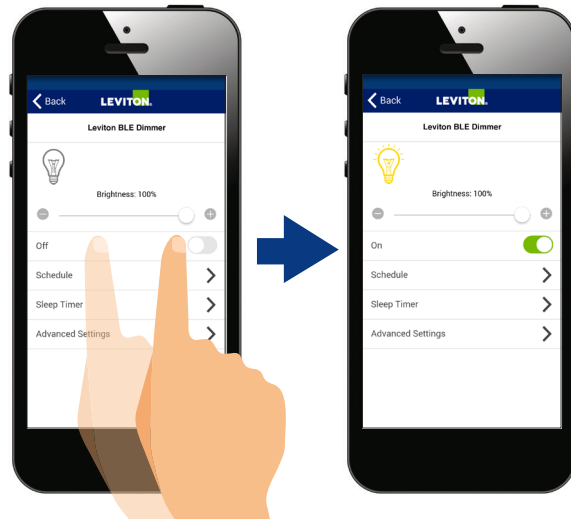 Back
LEVITON.
Leviton BLE Dimmer
Brightness: 100%
Off
Schedule
Sleep Timer
Advanced Settings
Back
LEVITON.
Leviton BLE Dimmer
Brightness: 100%
On
Schedule
Sleep Timer
Advanced Settings